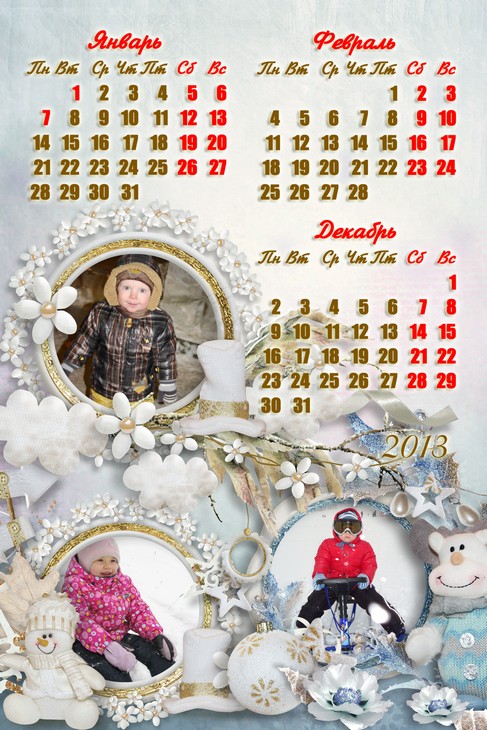 Январь
Пн Вт Ср Чт Пт Сб Вс
1 2 3 4 5 6
7 8 9 10 11 12 13
14 15 16 17 18 19 20
21 22 23 24 25 26 27
28 29 30 31
Февраль
Пн Вт Ср Чт Пт Сб Вс
1 2 3
4 5 6 7 8 9 10
11 12 13 14 15 16 17
18 19 20 21 22 23 24
25 26 27 28
Декабрь
Пн Вт Ср Чт Пт Сб Вс
1
2 3 4 5 6 7 8
9 10 11 12 13 14 15
16 17 18 19 20 21 22
23 24 25 26 27 28 29
30 31
2013